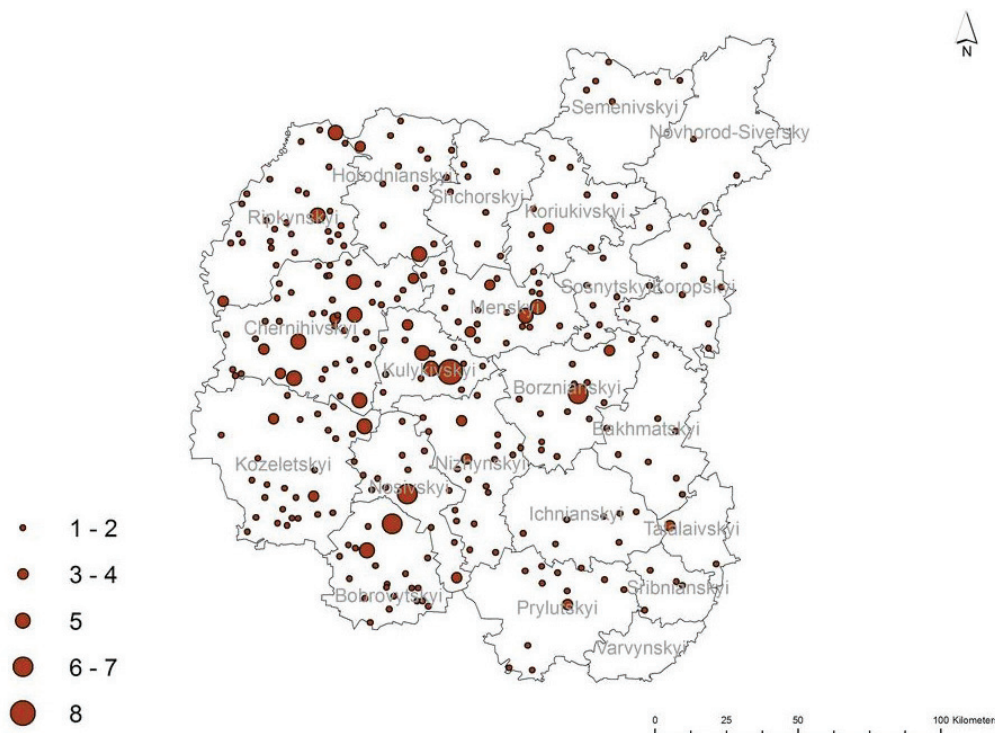 N
Semenivskyi
Novhorod-Siversky
Horodnianskyi
Shchorskyi
Koriukivskyi
Ripkynskyi
Sosnytskyi
Koropskyi
Menskyi
Chernihivskyi
Kulykivskyi
Borznianskyi
Bakhmatskyi
Kozeletskyi
Nizhynskyi
Nosivskyi
Ichnianskyi
Talalaivskyi
Bobrovytskyi
Sribnianskyi
Prylutskyi
Varvynskyi
1 - 2
3 - 4
5
6 - 7
8
0 25 50 100 Kilometers